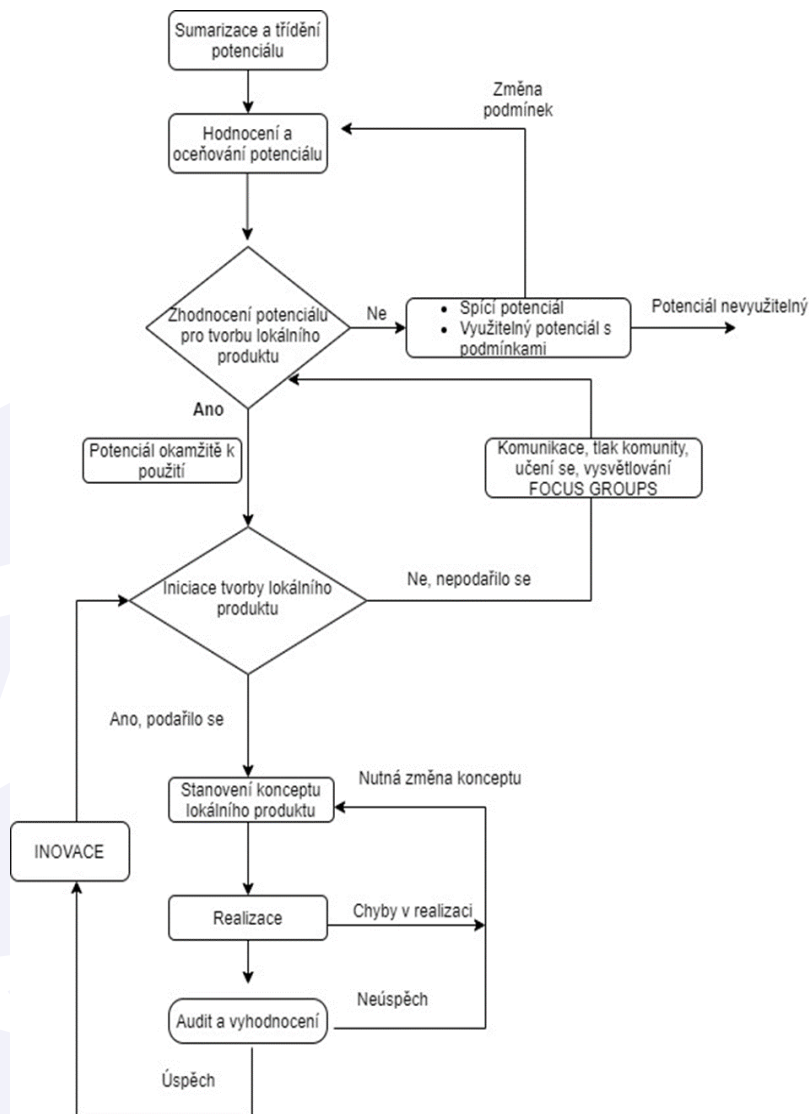 Sumarizace a třídění
potenciálu
Změna
podmínek
Hodnocení a
oceňování potenciálu
Zhodnocení potenciálu
pro tvorbu lokálního
produktu
Ne
• Spící potenciál
• Využitelný potenciál s
podmínkami
Potenciál nevyužitelný
Ano
Potenciál okamžitě k
použití
Komunikace, tlak komunity,
učení se, vysvětlování
FOCUS GROUPS
Iniciace tvorby lokálního
produktu
Ne, nepodařilo se
Ano, podařilo se
Stanovení konceptu
lokálního produktu
Nutná změna konceptu
INOVACE
Realizace
Chyby v realizaci
Audit a vyhodnocení
Neúspěch
Úspěch